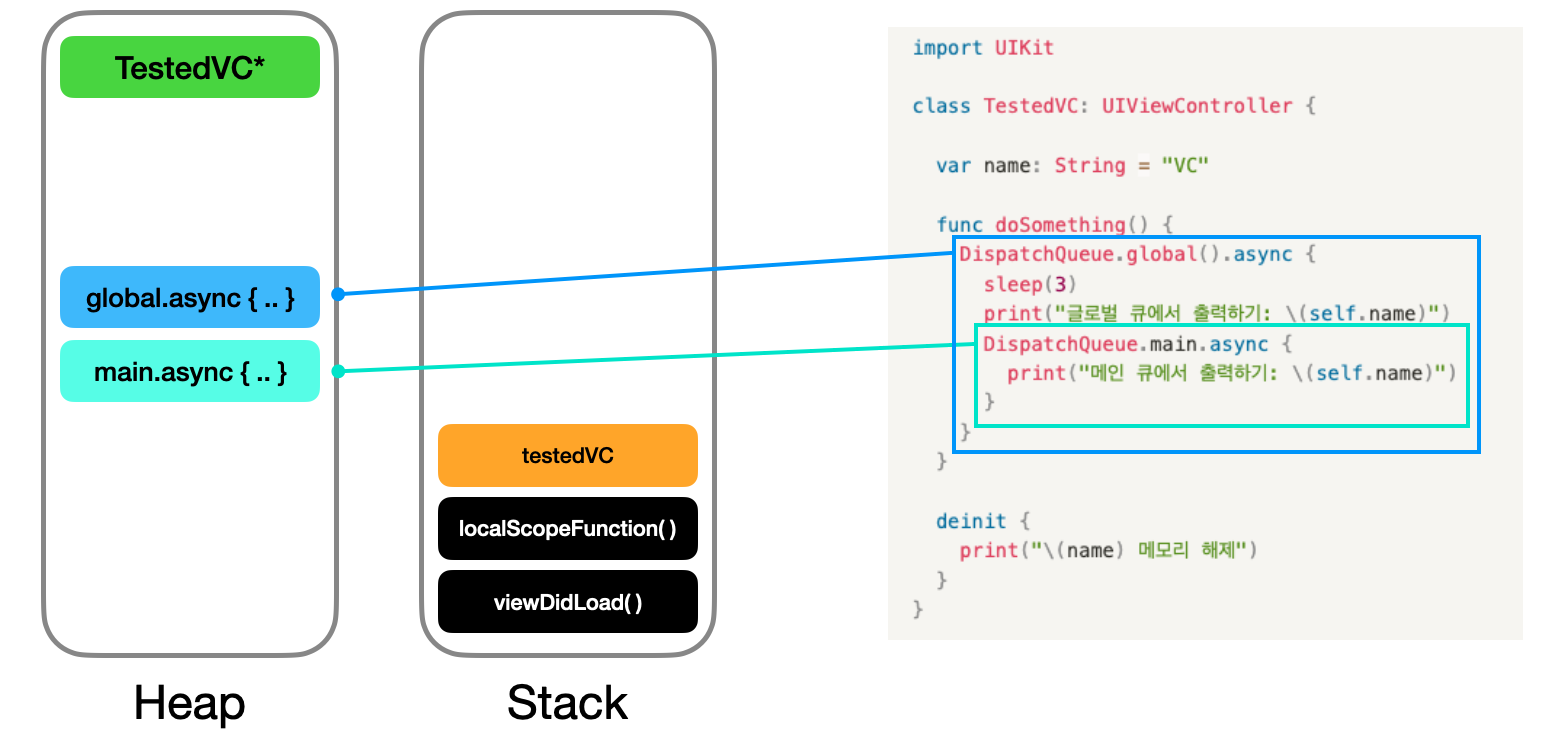 TestedVC*
global.async { .. }
main.async { .. }
Heap
testedVC
localScopeFunction( )
viewDidLoad( )
Stack
import UIKit
class TestedVC: UIViewController {
var name: String = "VC"
func doSomething() {
DispatchQueue.global().async {
sleep(3)
print("글로벌 큐에서 출력하기: \(self.name)")
DispatchQueue.main.async {
print("메인 큐에서 출력하기: \(self.name)")
}
}
}
deinit {
print("\(name) 메모리 해제")
}
}